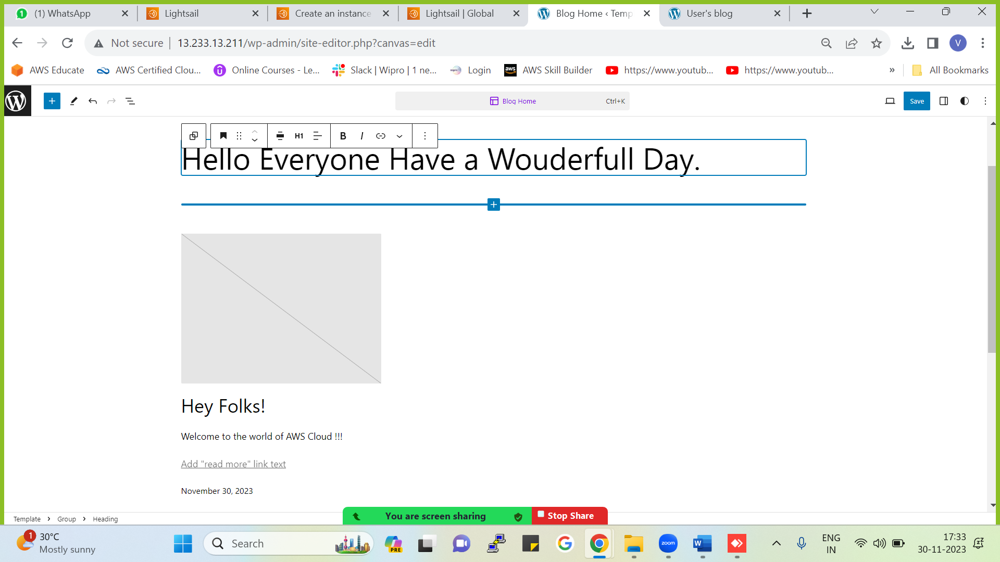 (1) WhatsApp
Lightsail
Create an instance
Lightsail | Global
Blog Home ‹ Temp
User's blog
Not secure
13.233.13.211/wp-admin/site-editor.php?canvas=edit
V
AWS Educate
AWS Certified Clou...
Online Courses - Le...
Slack | Wipro | 1 ne...
Login
AWS Skill Builder
https://www.youtub...
https://www.youtub...
»
All Bookmarks
Blog Home
Ctrl+K
Save
H1
B
I
Hello Everyone Have a Wouderfull Day.
Hey Folks!
Welcome to the world of AWS Cloud !!!
Add "read more" link text
November 30, 2023
You are screen sharing
Stop Share
Template > Group > Heading
1
30°C
Mostly sunny
Search
PRE
zoom
W
ENG
IN
17:33
30-11-2023